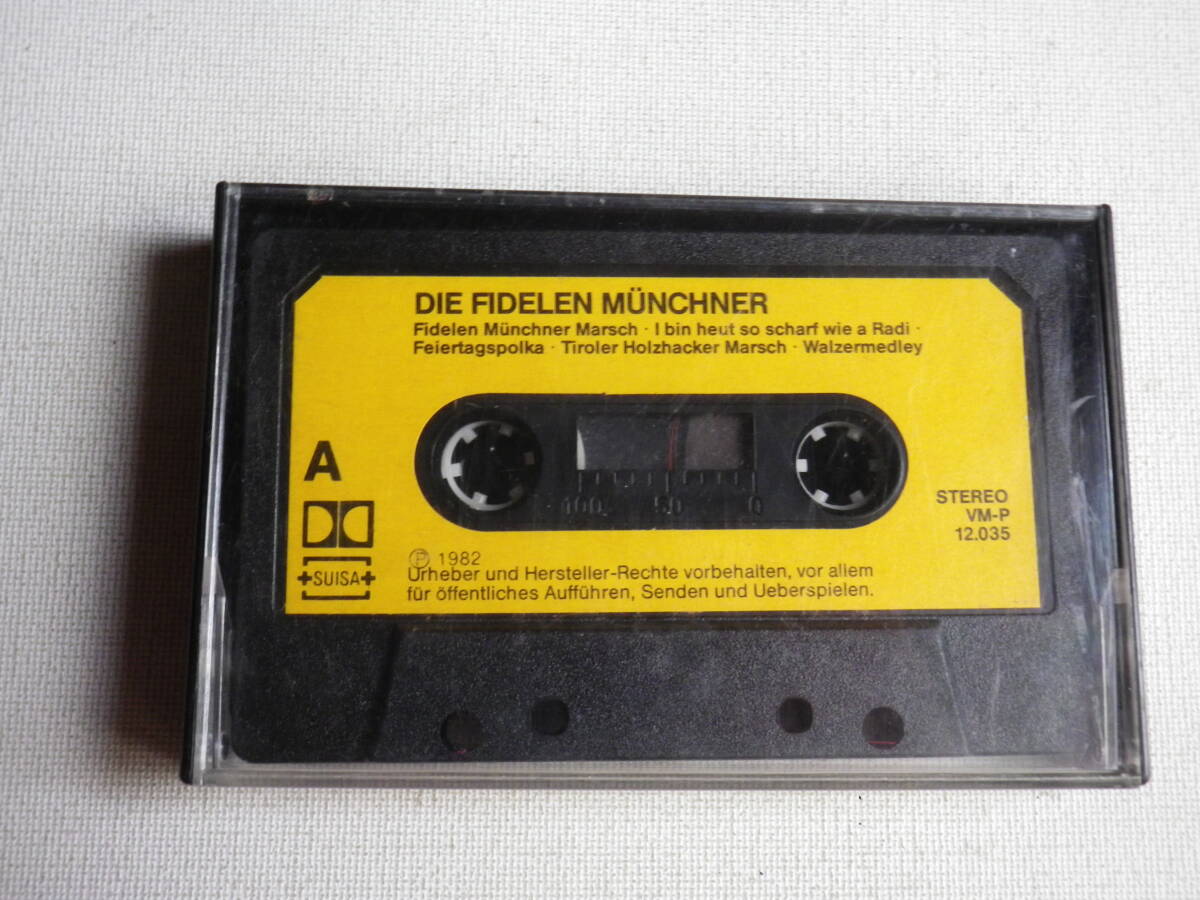 DIE FIDELEN MÜNCHNER
Fidelen Münchner Marsch · I bin heut so scharf wie a Radi ·
Feiertagspolka · Tiroler Holzhacker Marsch · Walzermedley
A
100 50 0
STEREO
VM-P
12.035
SUISA
Ⓟ 1982
Urheber und Hersteller-Rechte vorbehalten, vor allem
für öffentliches Aufführen, Senden und Ueberspielen.